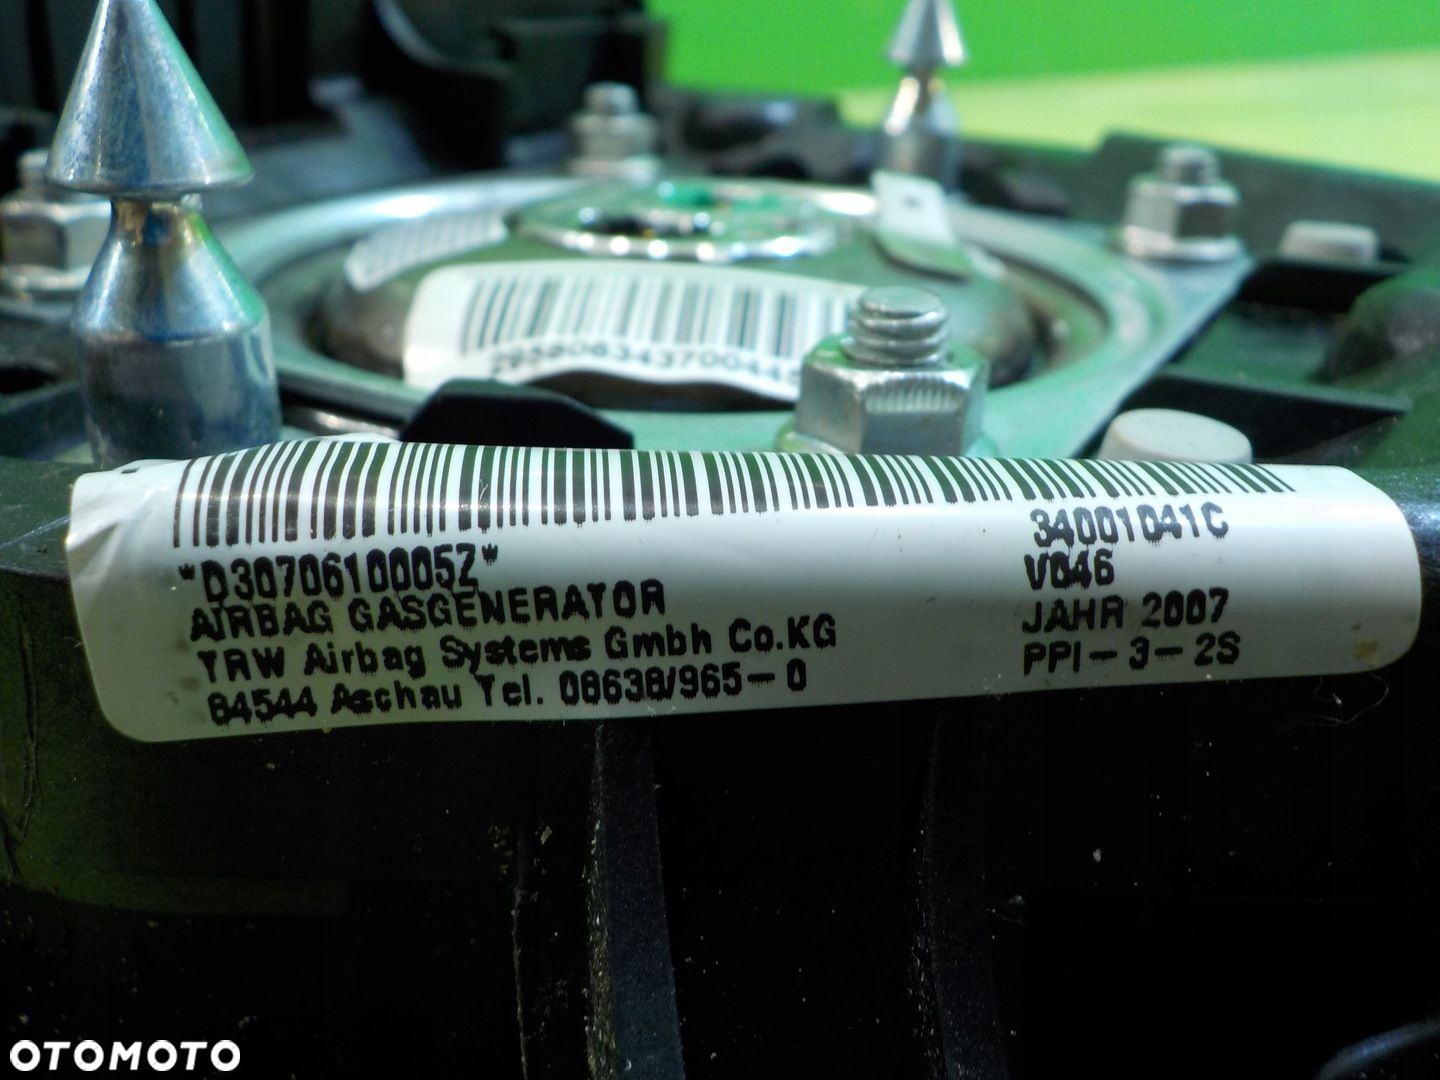 *D3070610005Z*
AIRBAG GASGENERATOR
TRW Airbag Systems Gmbh Co.KG
84544 Aschau Tel. 08638/965-0
34001041C
V046
JAHR 2007
PPI-3-2S
OTOMOTO